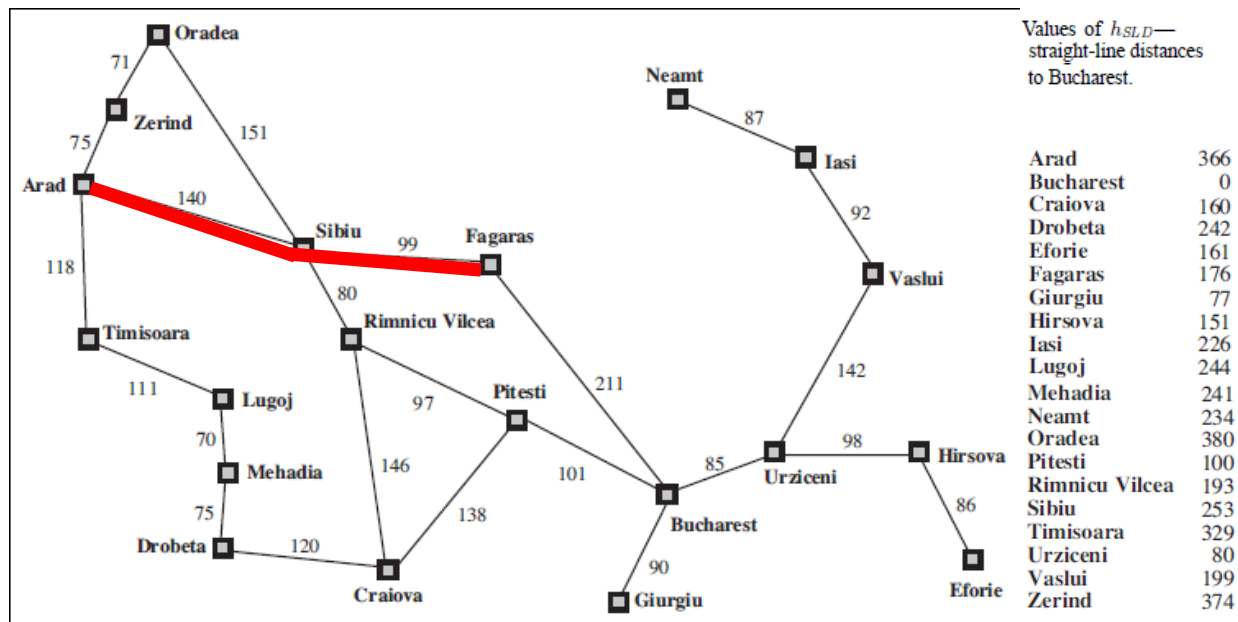 Oradea
71
Neamt
87
Zerind
151
75
Iasi
Arad
140
92
Sibiu
99
Fagaras
118
80
Vaslui
Rimnicu Vilcea
Timisoara
142
111
211
Pitesti
Lugoj
97
70
98
Hirsova
146
85
Mehadia
101
Urziceni
86
75
138
Bucharest
Drobeta
120
90
Craiova
Giurgiu
Eforie
Values of hSLD—
straight-line distances
to Bucharest.
Arad 366
Bucharest 0
Craiova 160
Drobeta 242
Eforie 161
Fagaras 176
Giurgiu 77
Hirsova 151
Iasi 226
Lugoj 244
Mehadia 241
Neamt 234
Oradea 380
Pitesti 100
Rimnicu Vilcea 193
Sibiu 253
Timisoara 329
Urziceni 80
Vaslui 199
Zerind 374